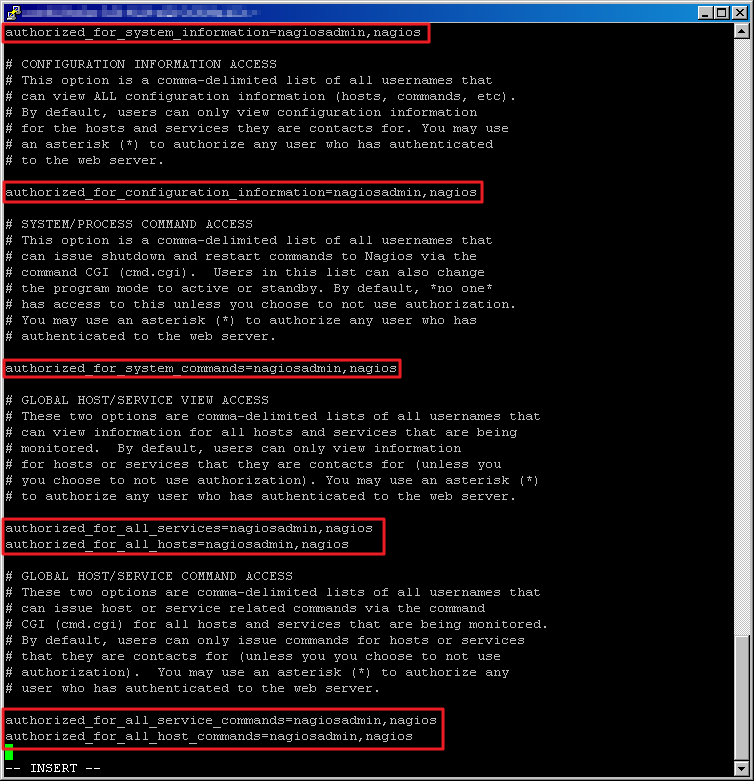 authorized_for_system_information=nagiosadmin,nagios
# CONFIGURATION INFORMATION ACCESS
# This option is a comma-delimited list of all usernames that
# can view ALL configuration information (hosts, commands, etc).
# By default, users can only view configuration information
# for the hosts and services they are contacts for. You may use
# an asterisk (*) to authorize any user who has authenticated
# to the web server.
authorized_for_configuration_information=nagiosadmin,nagios
# SYSTEM/PROCESS COMMAND ACCESS
# This option is a comma-delimited list of all usernames that
# can issue shutdown and restart commands to Nagios via the
# command CGI (cmd.cgi).  Users in this list can also change
# the program mode to active or standby. By default, *no one*
# has access to this unless you choose to not use authorization.
# You may use an asterisk (*) to authorize any user who has
# authenticated to the web server.
authorized_for_system_commands=nagiosadmin,nagios
# GLOBAL HOST/SERVICE VIEW ACCESS
# These two options are comma-delimited lists of all usernames that
# can view information for all hosts and services that are being
# monitored.  By default, users can only view information
# for hosts or services that they are contacts for (unless you
# you choose to not use authorization). You may use an asterisk (*)
# to authorize any user who has authenticated to the web server.
authorized_for_all_services=nagiosadmin,nagios
authorized_for_all_hosts=nagiosadmin,nagios
# GLOBAL HOST/SERVICE COMMAND ACCESS
# These two options are comma-delimited lists of all usernames that
# can issue host or service related commands via the command
# CGI (cmd.cgi) for all hosts and services that are being monitored.
# By default, users can only issue commands for hosts or services
# that they are contacts for (unless you you choose to not use
# authorization).  You may use an asterisk (*) to authorize any
# user who has authenticated to the web server.
authorized_for_all_service_commands=nagiosadmin,nagios
authorized_for_all_host_commands=nagiosadmin,nagios
-- INSERT --